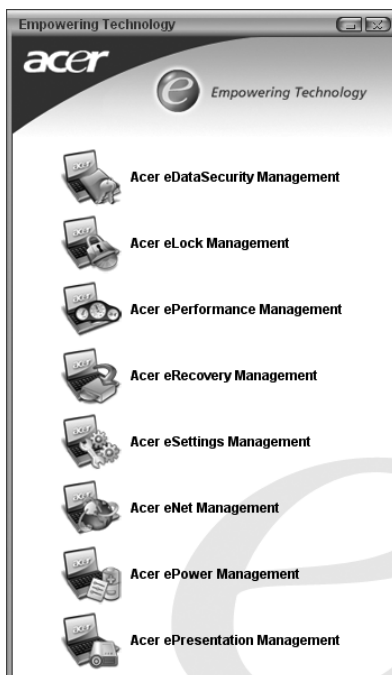 Empowering Technology
acer
e Empowering Technology
Acer eDataSecurity Management
Acer eLock Management
Acer ePerformance Management
Acer eRecovery Management
Acer eSettings Management
Acer eNet Management
Acer ePower Management
Acer ePresentation Management